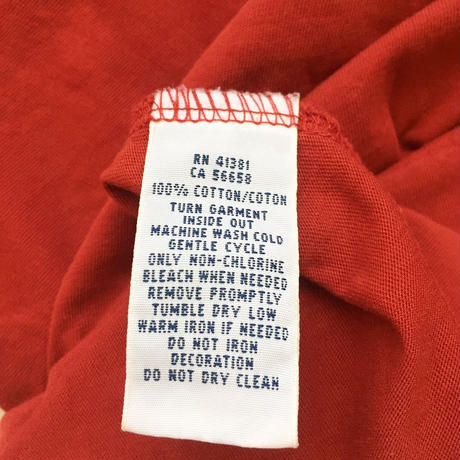 RN 41381
CA 56658
100% COTTON/COTON
TURN GARMENT
INSIDE OUT
MACHINE WASH COLD
GENTLE CYCLE
ONLY NON-CHLORINE
BLEACH WHEN NEEDED
REMOVE PROMPTLY
TUMBLE DRY LOW
WARM IRON IF NEEDED
DO NOT IRON
DECORATION
DO NOT DRY CLEAN